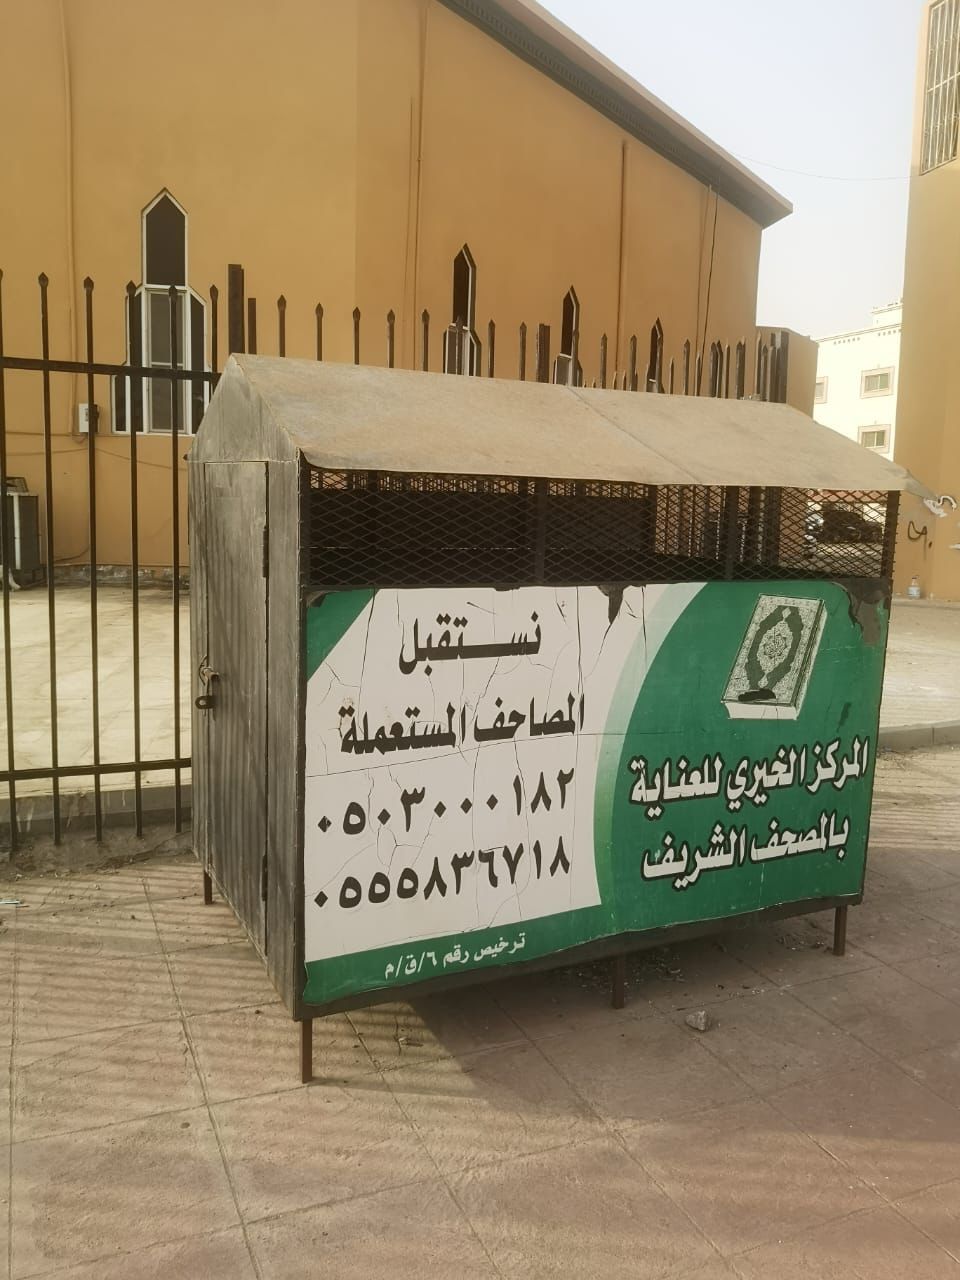 المركز الخيري للعناية
بالمصحف الشريف
نستقبل
المصاحف المستعملة
٠٥٠٣٠٠٠١٨٢
٠٥٥٥٨٣٦٧١٨
ترخيص رقم ٦/ق/م